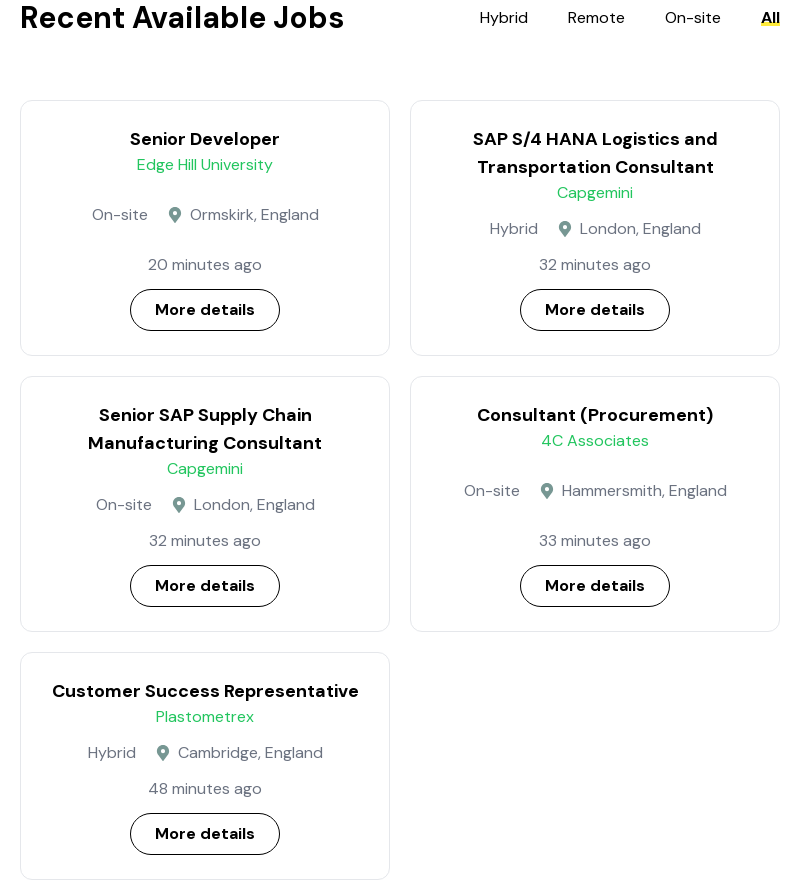 Recent Available Jobs
Hybrid Remote On-site All
Senior Developer
Edge Hill University
On-site Ormskirk, England
20 minutes ago
More details
SAP S/4 HANA Logistics and
Transportation Consultant
Capgemini
Hybrid London, England
32 minutes ago
More details
Senior SAP Supply Chain
Manufacturing Consultant
Capgemini
On-site London, England
32 minutes ago
More details
Consultant (Procurement)
4C Associates
On-site Hammersmith, England
33 minutes ago
More details
Customer Success Representative
Plastometrex
Hybrid Cambridge, England
48 minutes ago
More details